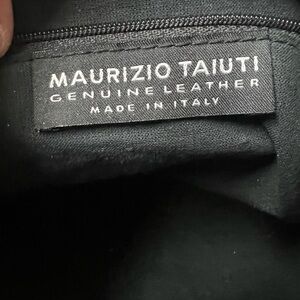 MAURIZIO TAIUTI
GENUINE LEATHER
MADE IN ITALY